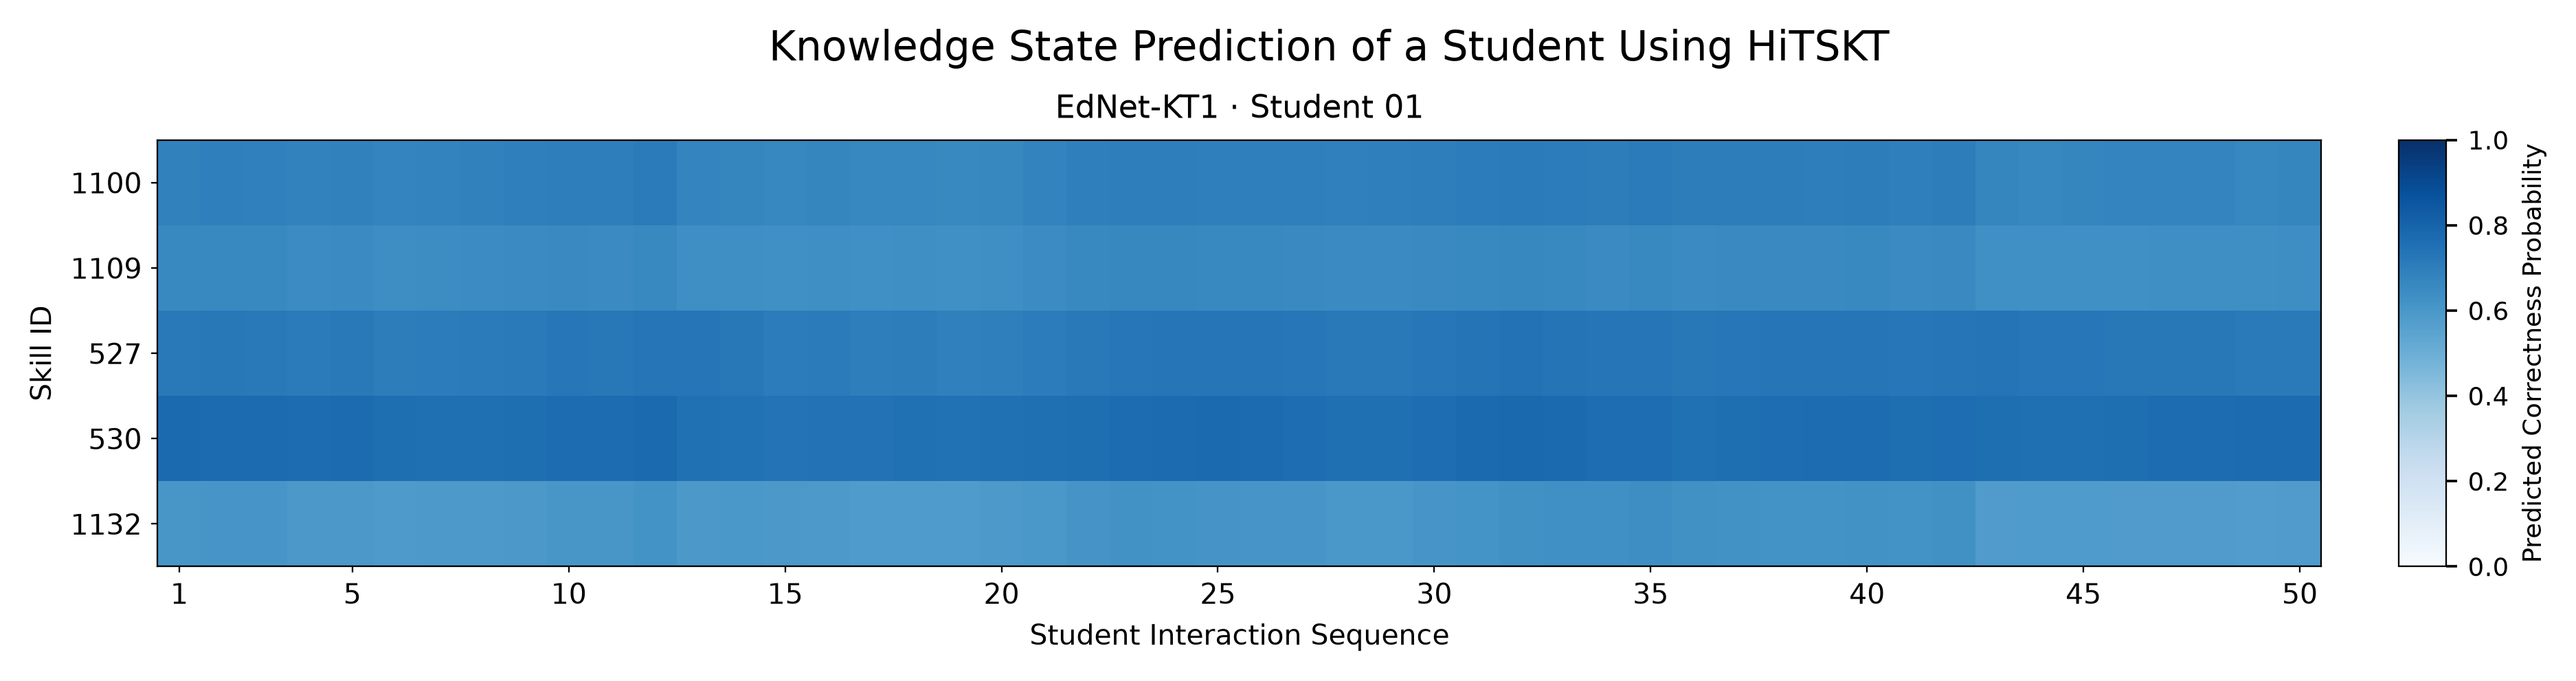 Knowledge State Prediction of a Student Using HiTSKT
EdNet-KT1 · Student 01
Skill ID
1100
1109
527
530
1132
1 5 10 15 20 25 30 35 40 45 50
Student Interaction Sequence
1.0
0.8
0.6
0.4
0.2
0.0
Predicted Correctness Probability